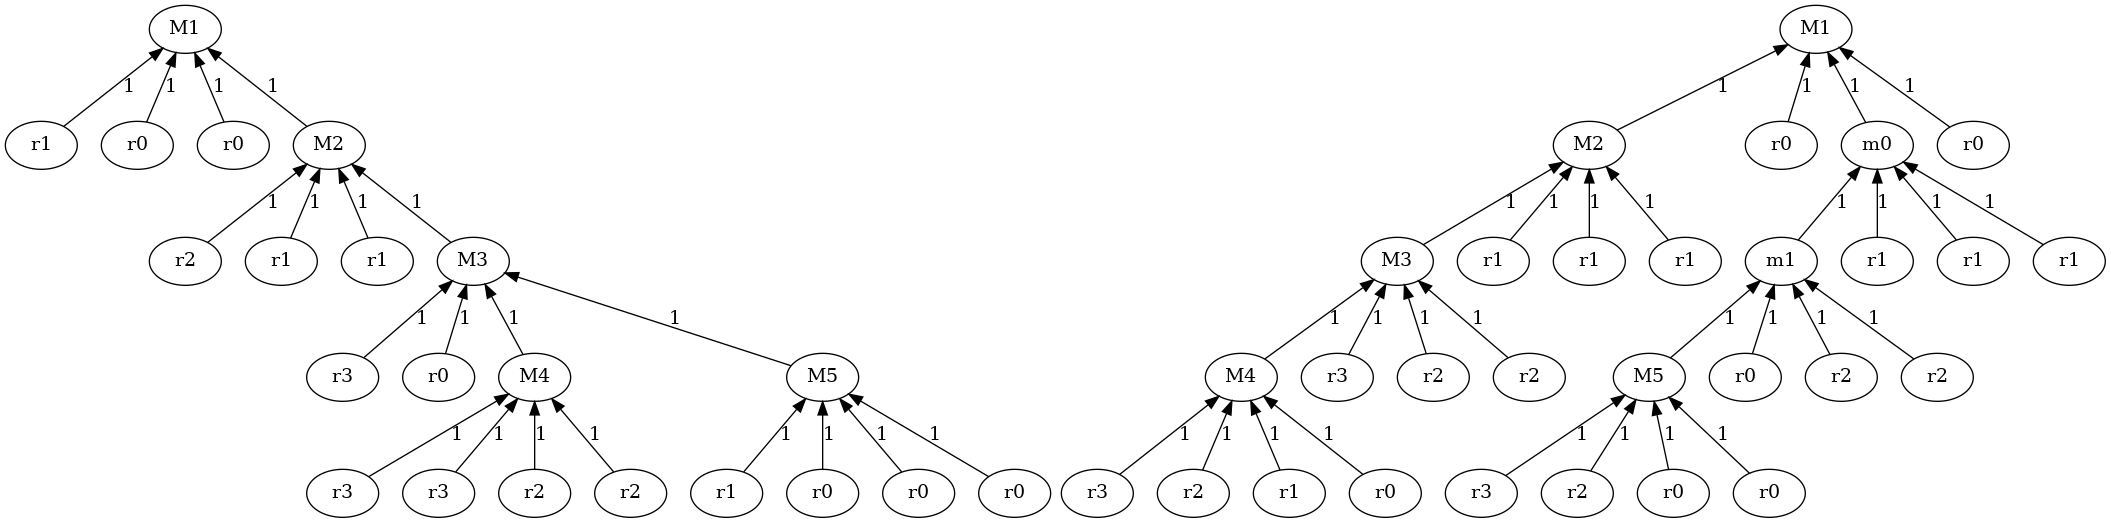 M1 M1
1 1 1 1 1 1 1 1
r1 r0 r0 M2 M2 r0 m0 r0
1 1 1 1 1 1 1 1 1 1 1 1
r2 r1 r1 M3 M3 r1 r1 r1 m1 r1 r1 r1
1 1 1 1 1 1 1 1 1 1 1 1
r3 r0 M4 M5 M4 r3 r2 r2 M5 r0 r2 r2
1 1 1 1 1 1 1 1 1 1 1 1 1 1 1 1
r3 r3 r2 r2 r1 r0 r0 r0 r3 r2 r1 r0 r3 r2 r0 r0